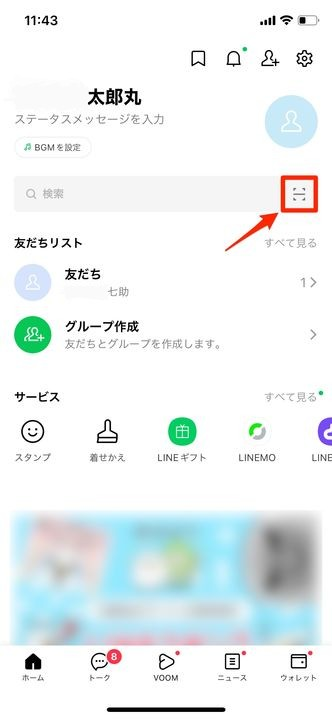 11:43
太郎丸
ステータスメッセージを入力
BGMを設定
検索
友だちリスト
すべて見る
友だち
七助
1
グループ作成
友だちとグループを作成します。
サービス
すべて見る
スタンプ
着せかえ
LINEギフト
LINEMO
LINE
8
ホーム
トーク
VOOM
ニュース
ウォレット